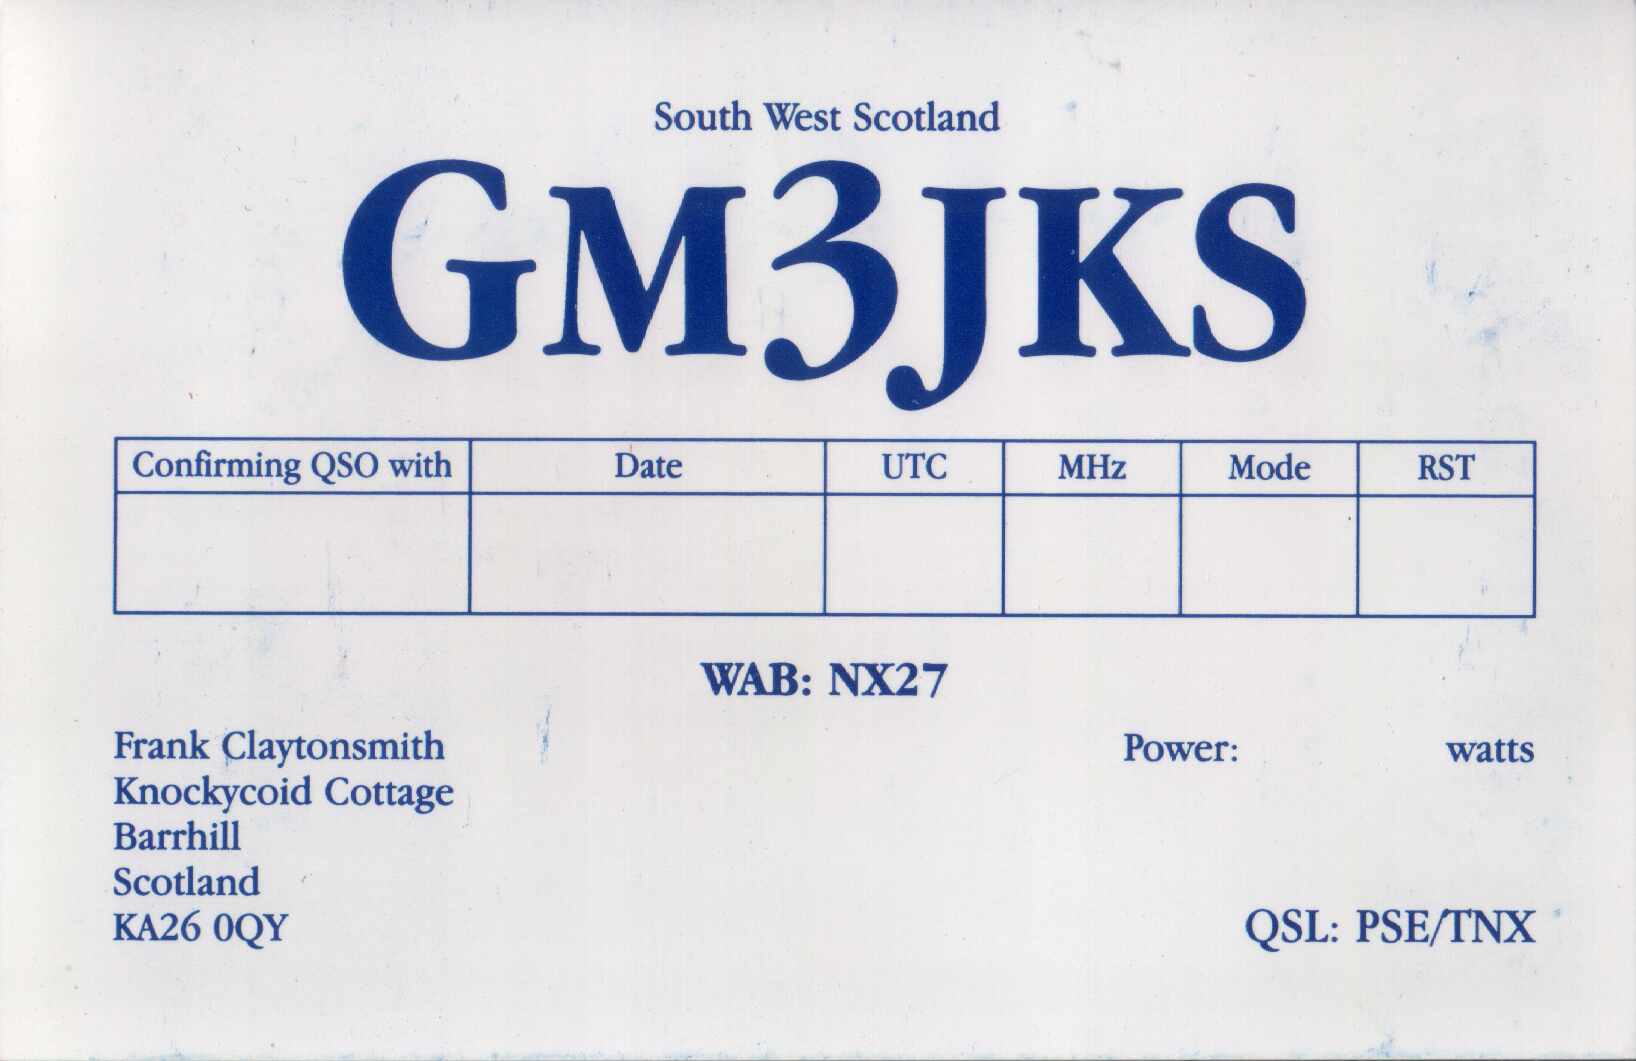 South West Scotland
GM3JKS
Confirming QSO with Date UTC MHz Mode RST
WAB: NX27
Frank Claytonsmith
Power: watts
Knockycoid Cottage
Barrhill
Scotland
KA26 0QY
QSL: PSE/TNX